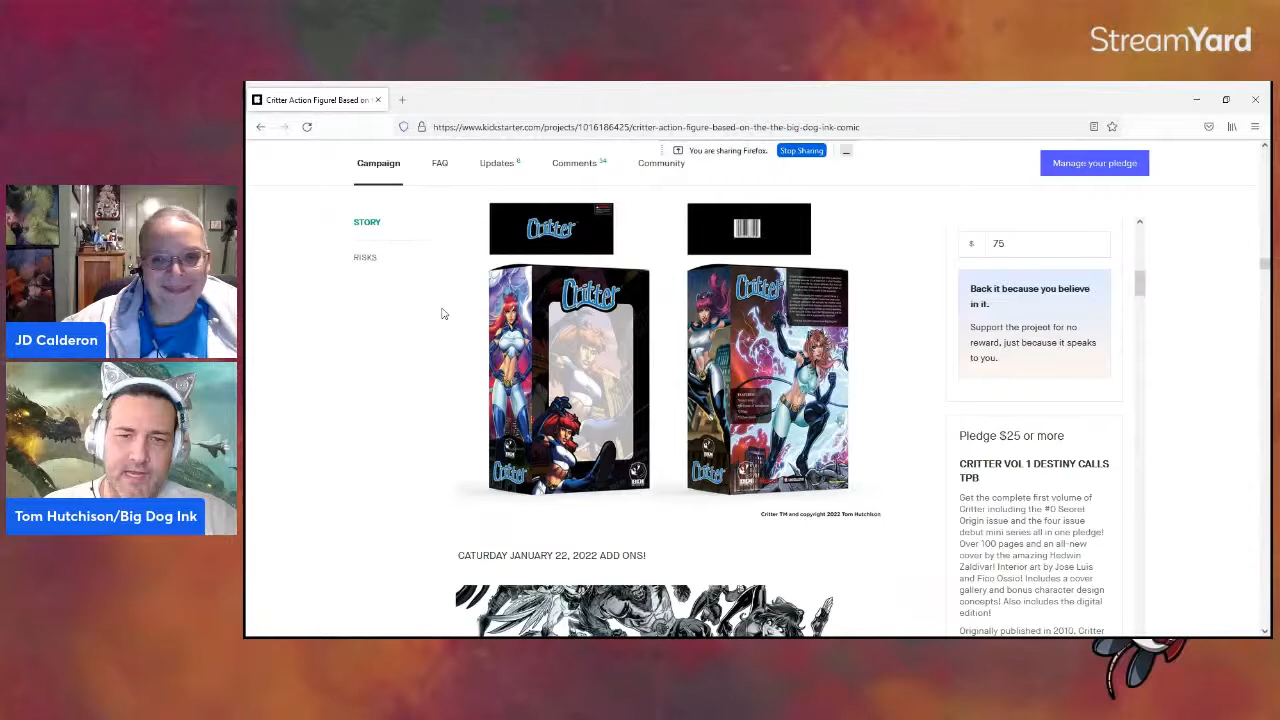 StreamYard
Critter Action Figure! Based on
https://www.kickstarter.com/projects/1016186425/critter-action-figure-based-on-the-the-big-dog-ink-comic
You are sharing Firefox.
Stop Sharing
Campaign
FAQ
Updates 6
Comments 54
Community
Manage your pledge
STORY
RISKS
Critter
Critter
Critter
Critter
Critter
FEATURES
Critter TM and copyright 2022 Tom Hutchison
CATURDAY JANUARY 22, 2022 ADD ONS!
$ 75
Back it because you believe
in it.
Support the project for no
reward, just because it speaks
to you.
Pledge $25 or more
CRITTER VOL 1 DESTINY CALLS
TPB
Get the complete first volume of
Critter including the #0 Secret
Origin issue and the four issue
debut mini series all in one pledge!
Over 100 pages and an all-new
cover by the amazing Hedwin
Zaldivar! Interior art by Jose Luis
and Fico Ossio! Includes a cover
gallery and bonus character design
concepts! Also includes the digital
edition!
Originally published in 2010, Critter
JD Calderon
Tom Hutchison/Big Dog Ink